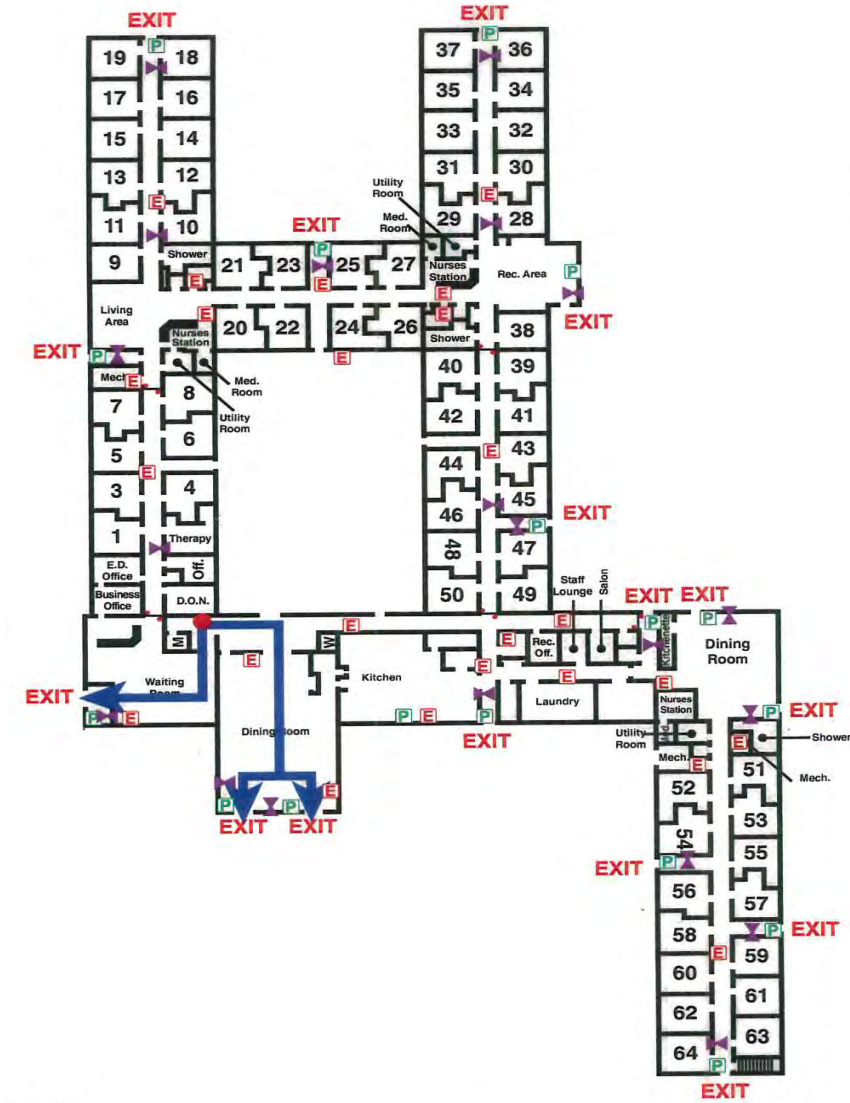 EXIT
EXIT
P
P
19
18
37
36
17
16
35
34
15
14
33
32
13
12
31
30
Utility
Room
E
E
11
10
Med.
Room
29
28
EXIT
9
Shower
P
21
23
25
27
Nurses
Station
Rec. Area
P
E
E
E
EXIT
Living
Area
E
E
20
22
24
26
38
Nurses
Station
Shower
EXIT
P
E
Mech.
E
8
Med.
Room
40
39
7
Utility
Room
42
41
6
5
E
E
43
44
3
4
45
46
EXIT
P
1
Therapy
48
47
E.D.
Office
Off.
Staff
Lounge
Salon
Business
Office
D.O.N.
50
49
EXIT
EXIT
P
E
E
P
Kitchenette
M
W
E
Rec.
Off.
Dining
Room
E
E
Kitchen
E
Waiting
Room
E
EXIT
Laundry
Nurses
Station
P
E
P
E
P
P
EXIT
EXIT
Dining Room
Utility
Room
Med.
E
Shower
Mech.
E
51
Mech.
52
E
P
P
E
53
EXIT
EXIT
54
55
EXIT
P
56
57
58
P
EXIT
E
59
60
61
62
63
64
P
EXIT